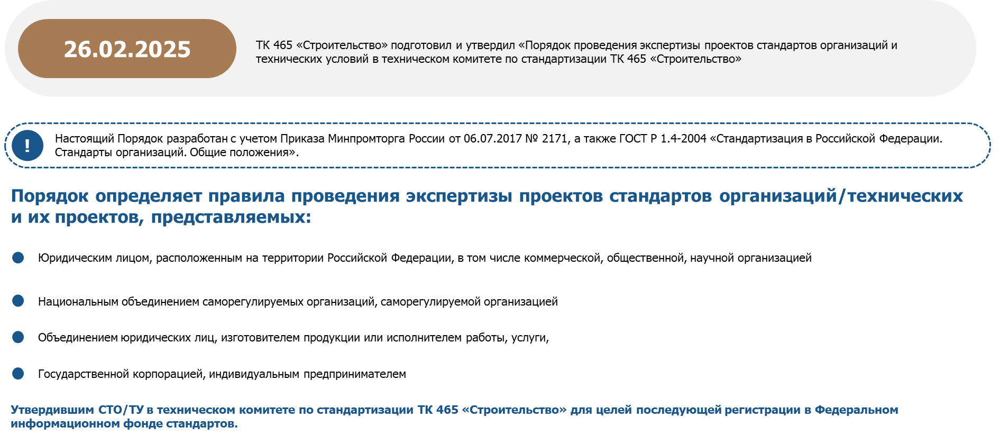 26.02.2025
ТК 465 «Строительство» подготовил и утвердил «Порядок проведения экспертизы проектов стандартов организаций и
технических условий в техническом комитете по стандартизации ТК 465 «Строительство»
!
Настоящий Порядок разработан с учетом Приказа Минпромторга России от 06.07.2017 № 2171, а также ГОСТ Р 1.4-2004 «Стандартизация в Российской Федерации.
Стандарты организаций. Общие положения».
Порядок определяет правила проведения экспертизы проектов стандартов организаций/технических
и их проектов, представляемых:
Юридическим лицом, расположенным на территории Российской Федерации, в том числе коммерческой, общественной, научной организацией
Национальным объединением саморегулируемых организаций, саморегулируемой организацией
Объединением юридических лиц, изготовителем продукции или исполнителем работы, услуги,
Государственной корпорацией, индивидуальным предпринимателем
Утвердившим СТО/ТУ в техническом комитете по стандартизации ТК 465 «Строительство» для целей последующей регистрации в Федеральном
информационном фонде стандартов.